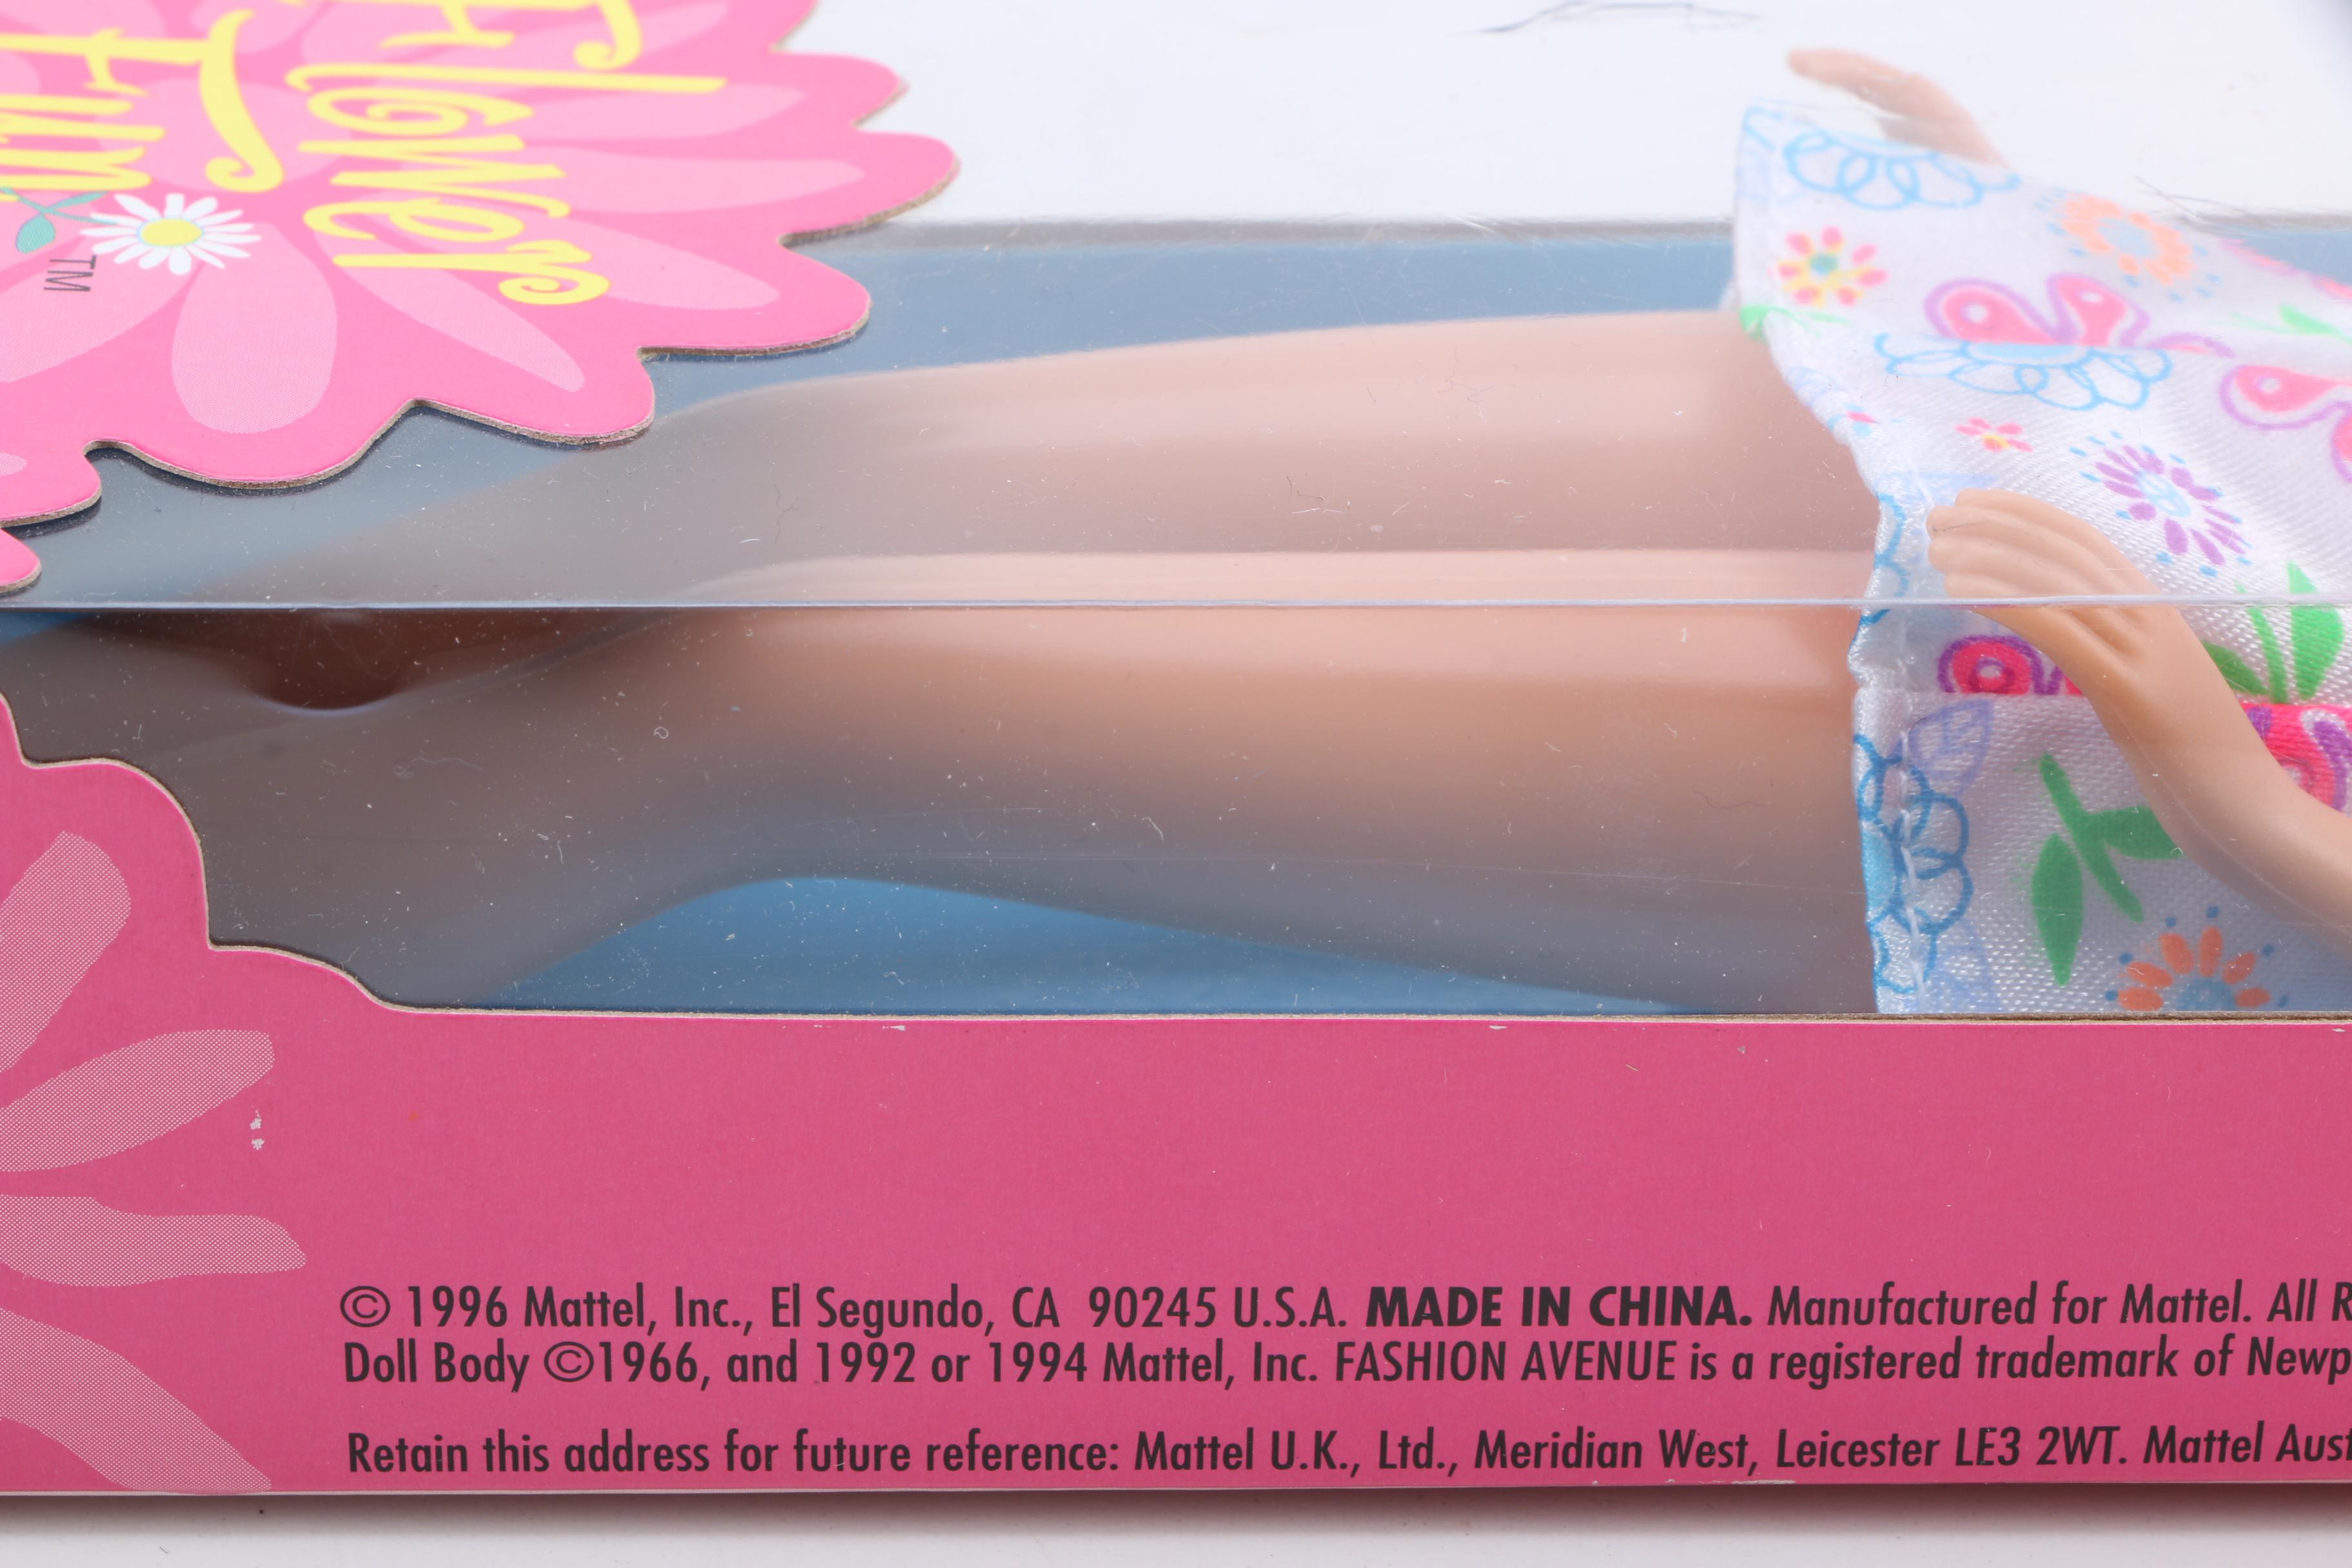 Flower
Fun
TM
© 1996 Mattel, Inc., El Segundo, CA 90245 U.S.A. MADE IN CHINA. Manufactured for Mattel. All R
Doll Body ©1966, and 1992 or 1994 Mattel, Inc. FASHION AVENUE is a registered trademark of Newp
Retain this address for future reference: Mattel U.K., Ltd., Meridian West, Leicester LE3 2WT. Mattel Aust